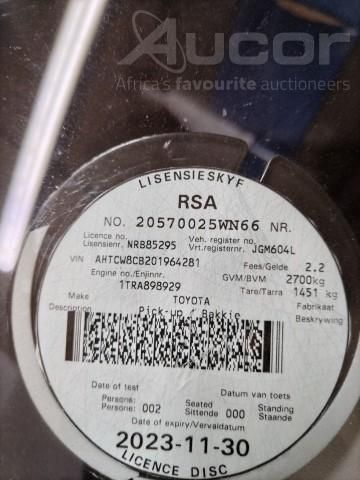 Aucor
Africa's favourite auctioneers
LISENSIESKYF
RSA
NO. 20570025WN66 NR.
Licence no. Veh. register no.
Lisensienr. NRB85295 Vrt.registernr. JGM604L
VIN AHTCW8CB201964281 Fees/Gelde 2.2
Engine no/Enjinnr. GVM/BVM 2700kg
1TRA898929 Tare/Tarra 1451 kg
Make TOYOTA Fabrikaat
Description Pick-up / Bakkie Beskrywing
Date of test Datum van toets
Persons: Seated Standing
Persone: 002 Sittende 000 Staande
Date of expiry/Vervaldatum
2023-11-30
LICENCE DISC